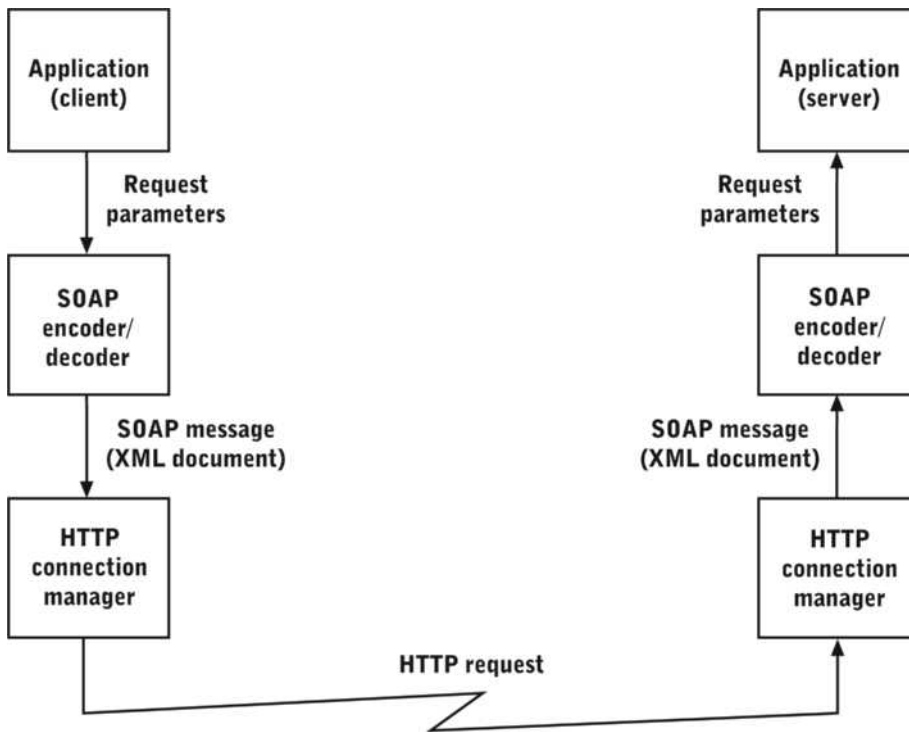 Application
(client)
Application
(server)
Request
parameters
Request
parameters
SOAP
encoder/
decoder
SOAP
encoder/
decoder
SOAP message
(XML document)
SOAP message
(XML document)
HTTP
connection
manager
HTTP
connection
manager
HTTP request